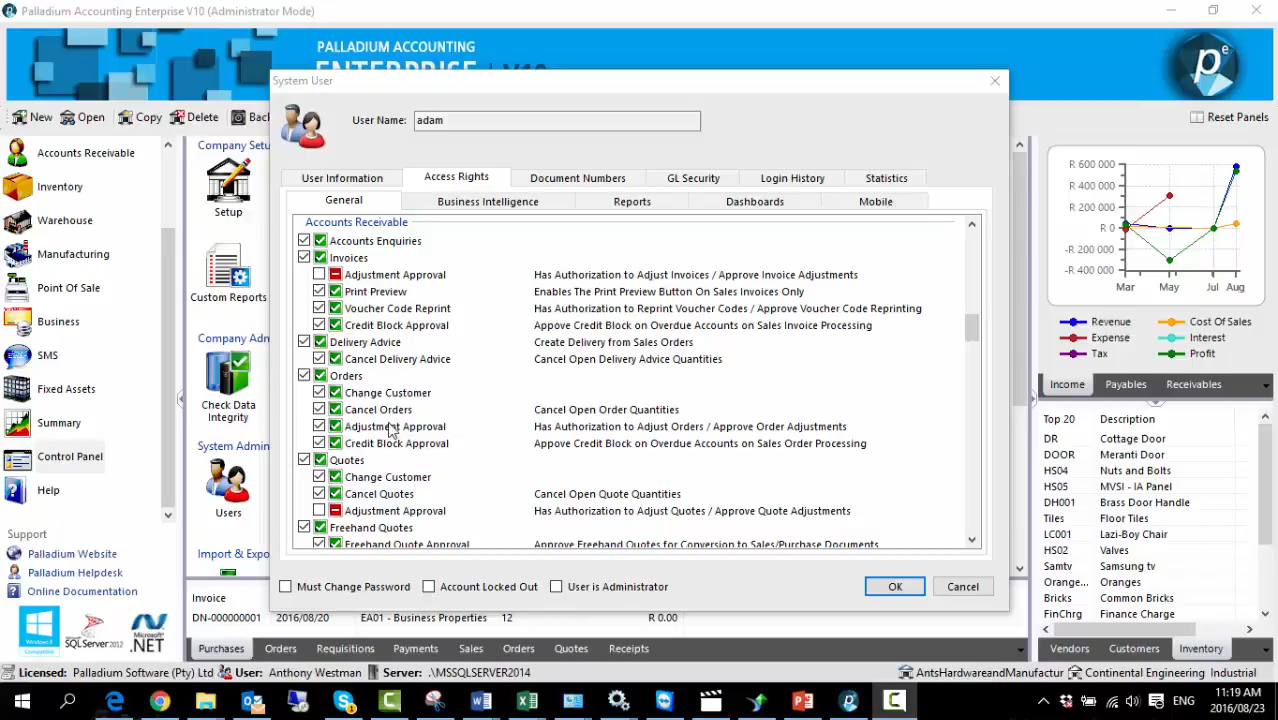 Palladium Accounting Enterprise V10 (Administrator Mode)
PALLADIUM ACCOUNTING
ENTERPRISE | V10
pe
New Open Copy Delete Back
Reset Panels
System User
User Name: adam
User Information Access Rights Document Numbers GL Security Login History Statistics
General Business Intelligence Reports Dashboards Mobile
Accounts Receivable
Accounts Enquiries
Invoices
Adjustment Approval Has Authorization to Adjust Invoices / Approve Invoice Adjustments
Print Preview Enables The Print Preview Button On Sales Invoices Only
Voucher Code Reprint Has Authorization to Reprint Voucher Codes / Approve Voucher Code Reprinting
Credit Block Approval Appove Credit Block on Overdue Accounts on Sales Invoice Processing
Delivery Advice Create Delivery from Sales Orders
Cancel Delivery Advice Cancel Open Delivery Advice Quantities
Orders
Change Customer
Cancel Orders Cancel Open Order Quantities
Adjustment Approval Has Authorization to Adjust Orders / Approve Order Adjustments
Credit Block Approval Appove Credit Block on Overdue Accounts on Sales Order Processing
Quotes
Change Customer
Cancel Quotes Cancel Open Quote Quantities
Adjustment Approval Has Authorization to Adjust Quotes / Approve Quote Adjustments
Freehand Quotes
Freehand Quote Approval Approve Freehand Quotes for Conversion to Sales/Purchase Documents
Must Change Password Account Locked Out User is Administrator
OK Cancel
Accounts Receivable
Inventory
Warehouse
Manufacturing
Point Of Sale
Business
SMS
Fixed Assets
Summary
Control Panel
Help
Support
Palladium Website
Palladium Helpdesk
Online Documentation
Windows 8
Compatible
SQL Server 2012
Microsoft
.NET
Company Setu
Setup
Custom Reports
Company Adm
Check Data
Integrity
System Admin
Users
Import & Expo
Invoice
DN-000000001 2016/08/20 EA01 - Business Properties 12 R 0.00
Purchases Orders Requisitions Payments Sales Orders Quotes Receipts
R 600 000
R 400 000
R 200 000
R 0
-R 200 000
-R 400 000
Mar May Jul Aug
Revenue Cost Of Sales
Expense Interest
Tax Profit
Income Payables Receivables
Top 20 Description
DR Cottage Door
DOOR Meranti Door
HS04 Nuts and Bolts
HS05 MVSI - IA Panel
DH001 Brass Door Handle
Tiles Floor Tiles
LC001 Lazi-Boy Chair
HS02 Valves
Samtv Samsung tv
Orange... Oranges
Bricks Common Bricks
FinChrg Finance Charge
Vendors Customers Inventory
Licensed: Palladium Software (Pty) Ltd User: Anthony Westman Server: .\MSSQLSERVER2014
AntsHardwareandManufactur Continental Engineering Industrial
ENG
11:19 AM
2016/08/23